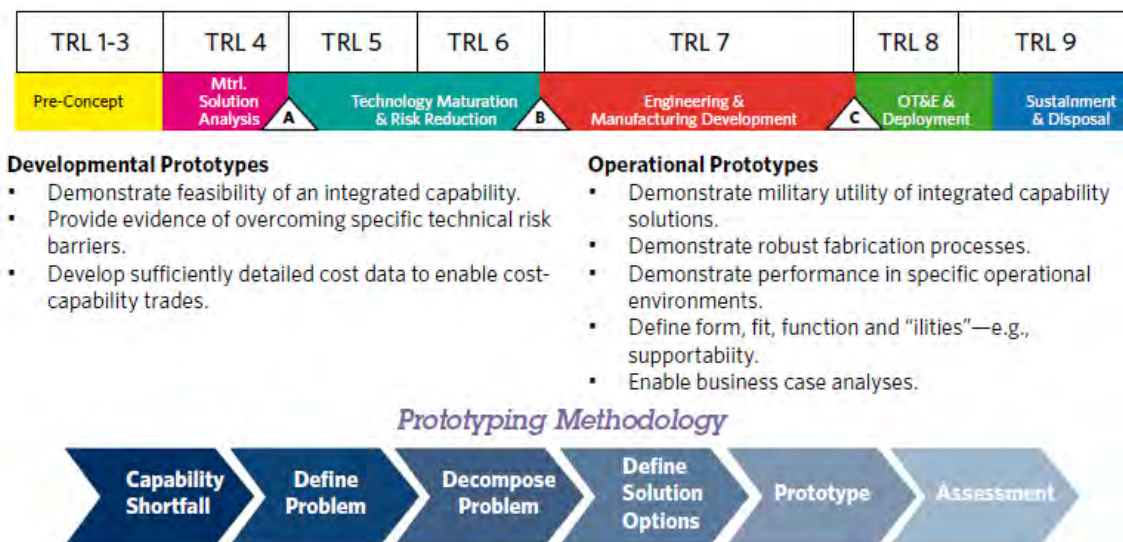 TRL 1-3 TRL 4 TRL 5 TRL 6 TRL 7 TRL 8 TRL 9
Pre-Concept
Mtrl.
Solution
Analysis
A
Technology Maturation
& Risk Reduction
B
Engineering &
Manufacturing Development
C
OT&E &
Deployment
Sustainment
& Disposal
Developmental Prototypes
▪ Demonstrate feasibility of an integrated capability.
▪ Provide evidence of overcoming specific technical risk
barriers.
▪ Develop sufficiently detailed cost data to enable cost-
capability trades.
Operational Prototypes
▪ Demonstrate military utility of integrated capability
solutions.
▪ Demonstrate robust fabrication processes.
▪ Demonstrate performance in specific operational
environments.
▪ Define form, fit, function and “ilities”—e.g.,
supportabiity.
▪ Enable business case analyses.
Prototyping Methodology
Capability
Shortfall
Define
Problem
Decompose
Problem
Define
Solution
Options
Prototype
Assessment